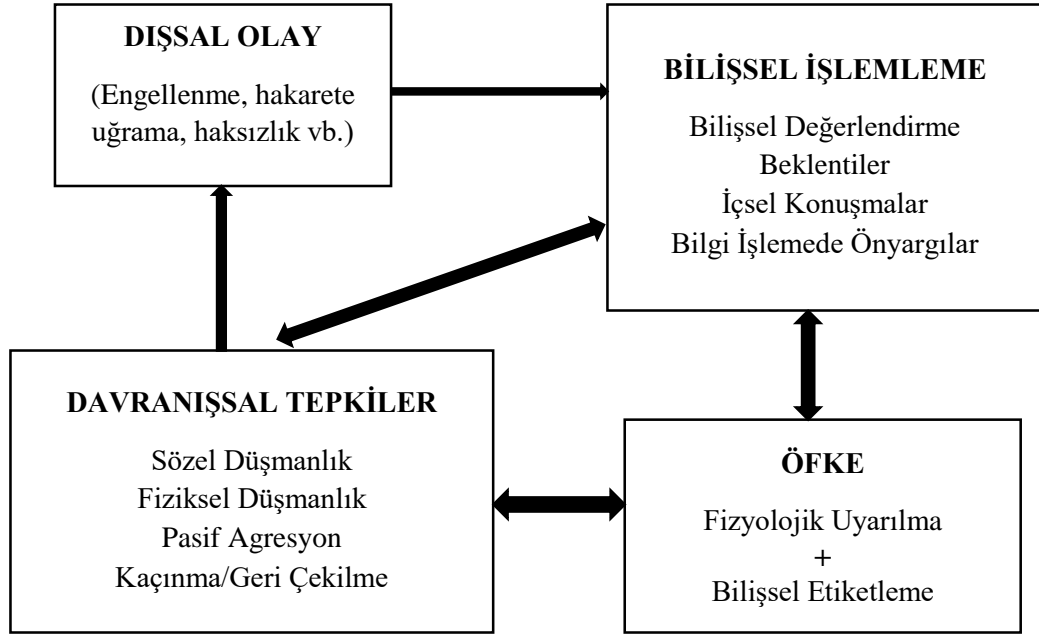 DIŞSAL OLAY
(Engellenme, hakarete
uğrama, haksızlık vb.)
BİLİŞSEL İŞLEMLEME
Bilişsel Değerlendirme
Beklentiler
İçsel Konuşmalar
Bilgi İşlemede Önyargılar
DAVRANIŞSAL TEPKİLER
Sözel Düşmanlık
Fiziksel Düşmanlık
Pasif Agresyon
Kaçınma/Geri Çekilme
ÖFKE
Fizyolojik Uyarılma
+
Bilişsel Etiketleme